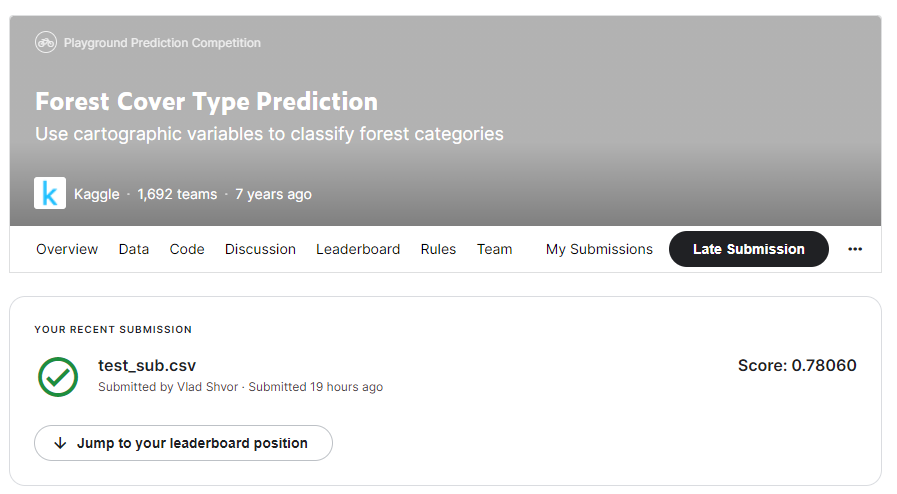 Playground Prediction Competition
Forest Cover Type Prediction
Use cartographic variables to classify forest categories
k
Kaggle · 1,692 teams · 7 years ago
Overview Data Code Discussion Leaderboard Rules Team My Submissions Late Submission ...
YOUR RECENT SUBMISSION
test_sub.csv Score: 0.78060
Submitted by Vlad Shvor · Submitted 19 hours ago
Jump to your leaderboard position